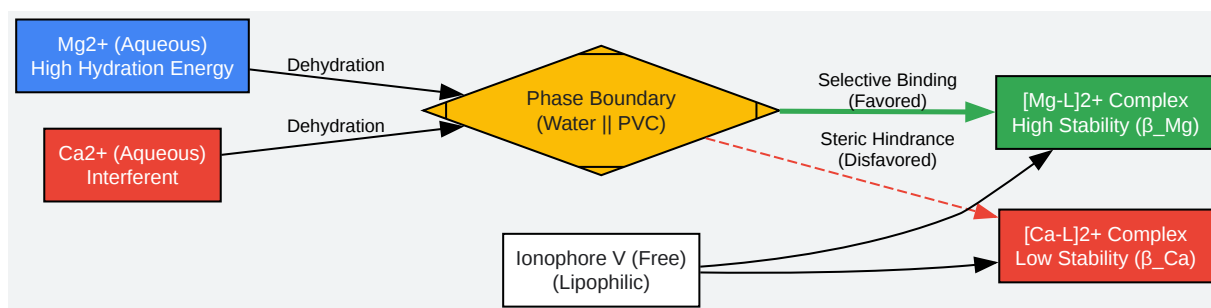 Mg2+ (Aqueous)
High Hydration Energy
Dehydration
Ca2+ (Aqueous)
Interferent
Dehydration
Phase Boundary
(Water || PVC)
Selective Binding
(Favored)
Steric Hindrance
(Disfavored)
[Mg-L]2+ Complex
High Stability (β_Mg)
Ionophore V (Free)
(Lipophilic)
[Ca-L]2+ Complex
Low Stability (β_Ca)